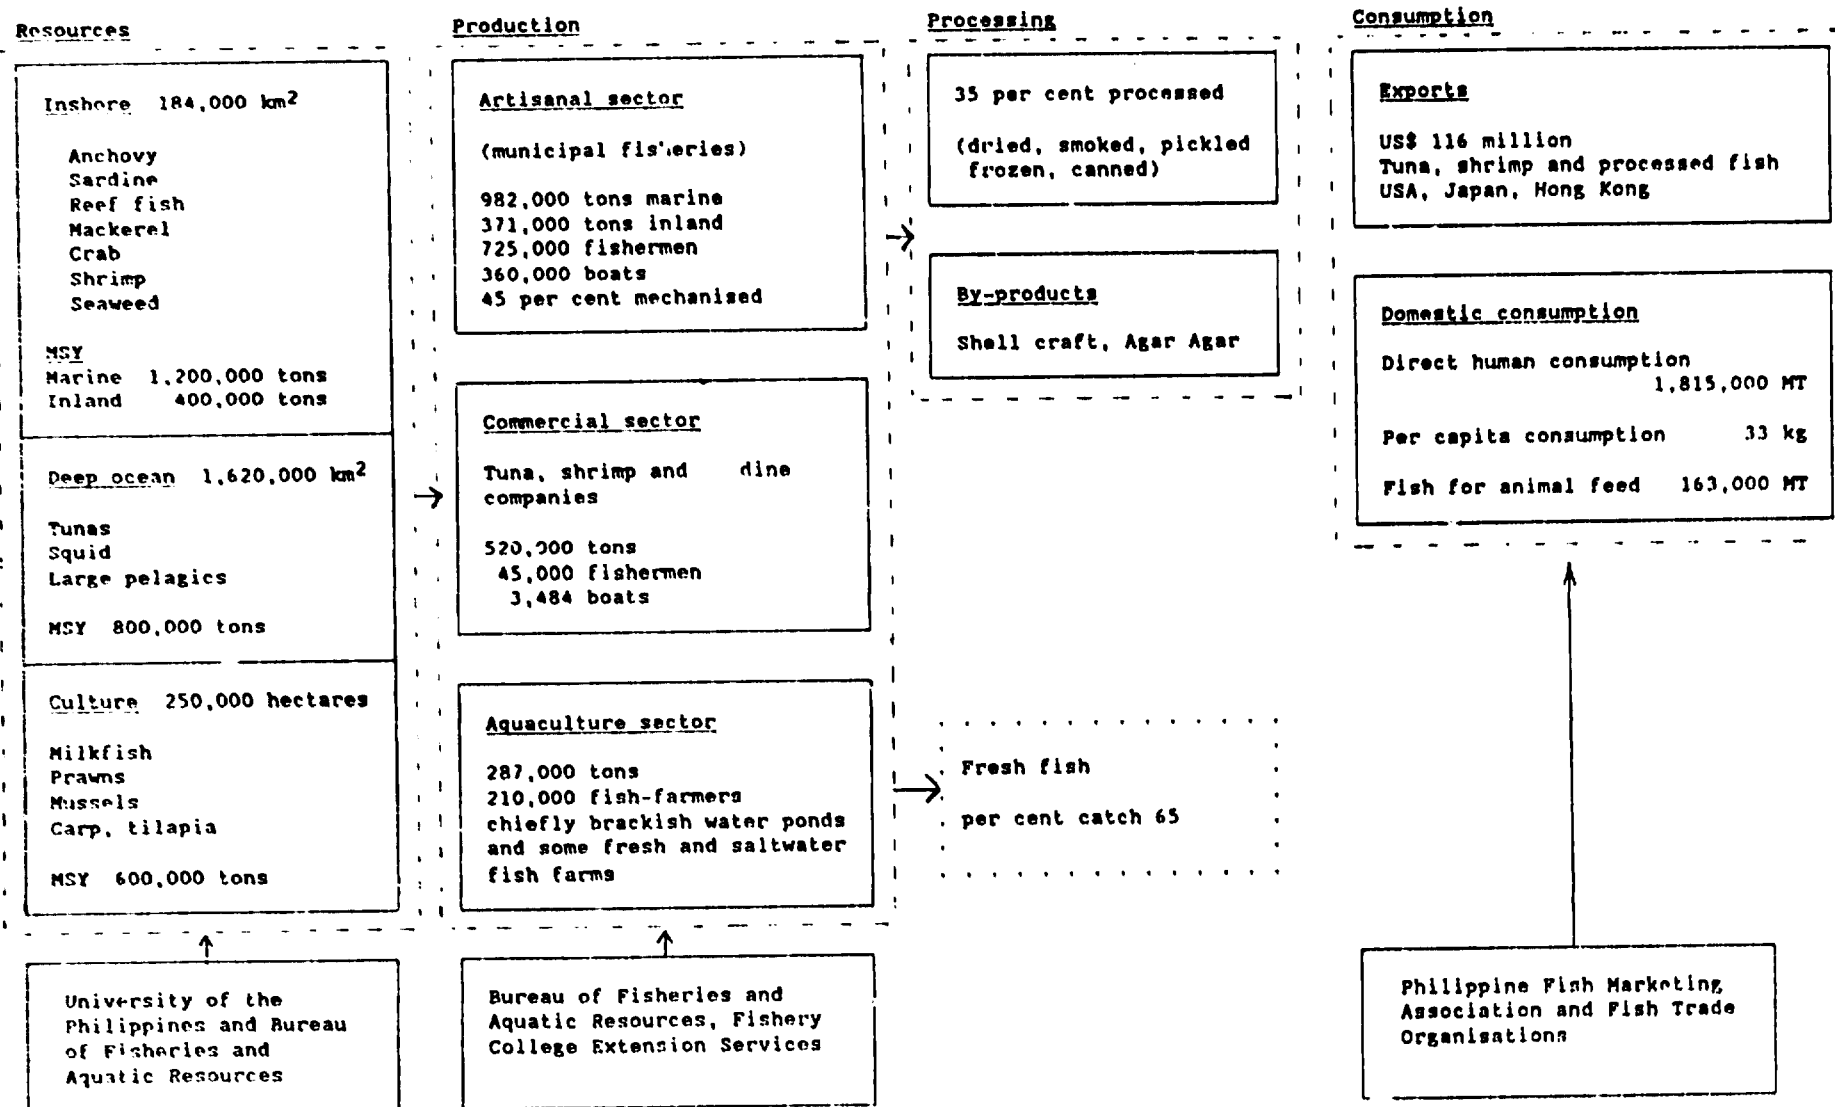 Resources
Inshore 184,000 km2
Anchovy
Sardine
Reef fish
Mackerel
Crab
Shrimp
Seaweed
MSY
Marine 1,200,000 tons
Inland 400,000 tons
Deep ocean 1,620,000 km2
Tunas
Squid
Large pelagics
MSY 800,000 tons
Culture 250,000 hectares
Milkfish
Prawns
Mussels
Carp, tilapia
MSY 600,000 tons
University of the
Philippines and Bureau
of Fisheries and
Aquatic Resources
Production
Artisanal sector
(municipal fisheries)
982,000 tons marine
371,000 tons inland
725,000 fishermen
360,000 boats
45 per cent mechanised
Commercial sector
Tuna, shrimp and dine
companies
520,000 tons
45,000 fishermen
3,484 boats
Aquaculture sector
287,000 tons
210,000 fish-farmers
chiefly brackish water ponds
and some fresh and saltwater
fish farms
Bureau of Fisheries and
Aquatic Resources, Fishery
College Extension Services
Processing
35 per cent processed
(dried, smoked, pickled
frozen, canned)
By-products
Shell craft, Agar Agar
Fresh fish
per cent catch 65
Consumption
Exports
US$ 116 million
Tuna, shrimp and processed fish
USA, Japan, Hong Kong
Domestic consumption
Direct human consumption
1,815,000 MT
Per capita consumption 33 kg
Fish for animal feed 163,000 MT
Philippine Fish Marketing
Association and Fish Trade
Organisations